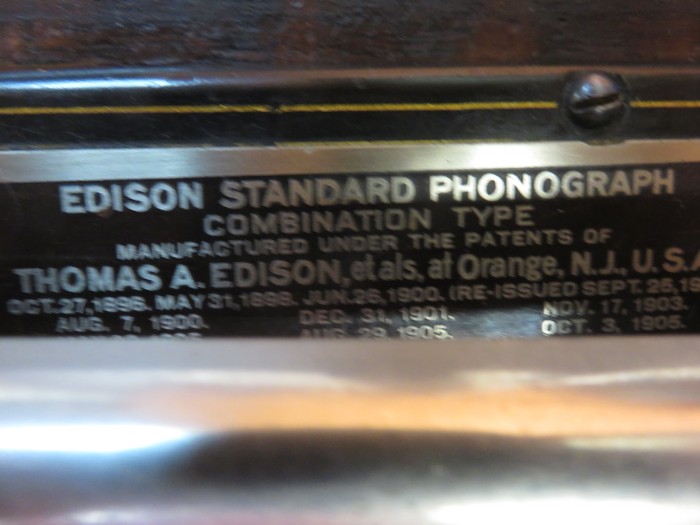 EDISON STANDARD PHONOGRAPH
COMBINATION TYPE
MANUFACTURED UNDER THE PATENTS OF
THOMAS A. EDISON, et als, at Orange, N.J., U.S.A
OCT. 27, 1896. MAY 31, 1898. JUN. 26, 1900. (RE-ISSUED SEPT. 25, 19
AUG. 7, 1900. DEC. 31, 1901. NOV. 17, 1903.
AUG. 29, 1905. OCT. 3, 1905.